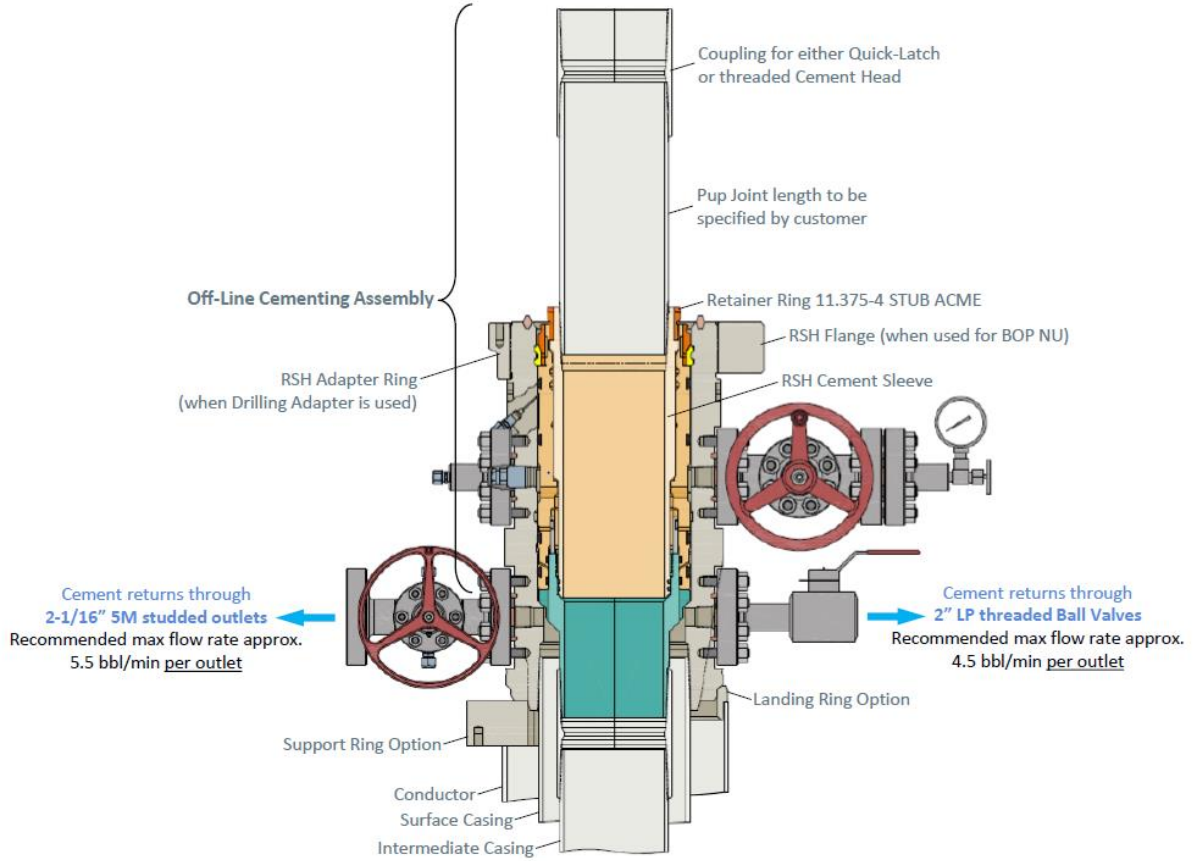 Coupling for either Quick-Latch
or threaded Cement Head
Pup Joint length to be
specified by customer
Off-Line Cementing Assembly
Retainer Ring 11.375-4 STUB ACME
RSH Flange (when used for BOP NU)
RSH Adapter Ring
(when Drilling Adapter is used)
RSH Cement Sleeve
Cement returns through
2-1/16” 5M studded outlets
Recommended max flow rate approx.
5.5 bbl/min per outlet
Cement returns through
2” LP threaded Ball Valves
Recommended max flow rate approx.
4.5 bbl/min per outlet
Landing Ring Option
Support Ring Option
Conductor
Surface Casing
Intermediate Casing